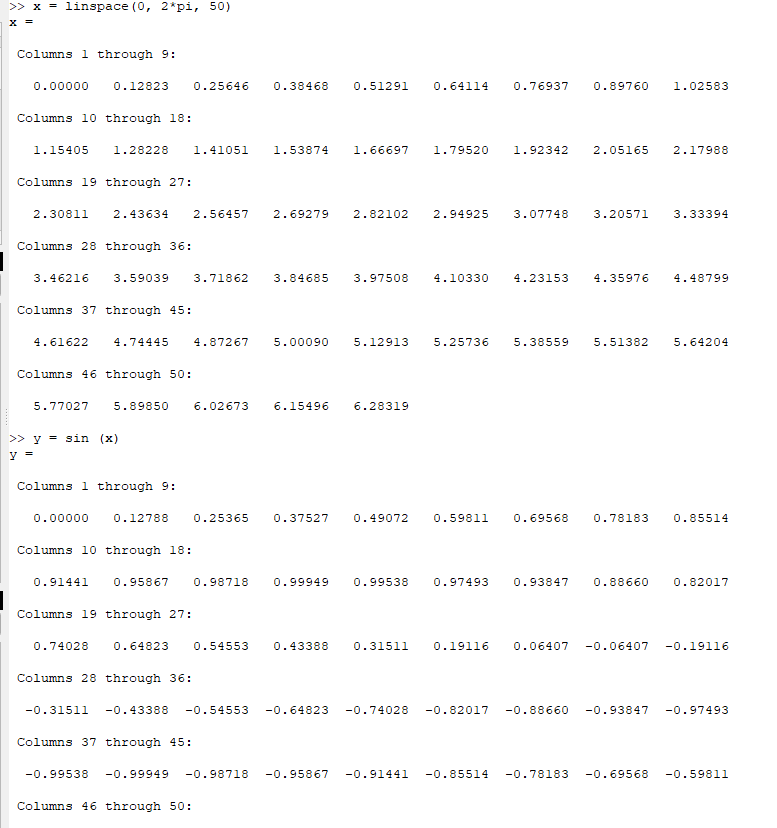 >> x = linspace(0, 2*pi, 50)
x =
Columns 1 through 9:
0.00000 0.12823 0.25646 0.38468 0.51291 0.64114 0.76937 0.89760 1.02583
Columns 10 through 18:
1.15405 1.28228 1.41051 1.53874 1.66697 1.79520 1.92342 2.05165 2.17988
Columns 19 through 27:
2.30811 2.43634 2.56457 2.69279 2.82102 2.94925 3.07748 3.20571 3.33394
Columns 28 through 36:
3.46216 3.59039 3.71862 3.84685 3.97508 4.10330 4.23153 4.35976 4.48799
Columns 37 through 45:
4.61622 4.74445 4.87267 5.00090 5.12913 5.25736 5.38559 5.51382 5.64204
Columns 46 through 50:
5.77027 5.89850 6.02673 6.15496 6.28319
>> y = sin (x)
y =
Columns 1 through 9:
0.00000 0.12788 0.25365 0.37527 0.49072 0.59811 0.69568 0.78183 0.85514
Columns 10 through 18:
0.91441 0.95867 0.98718 0.99949 0.99538 0.97493 0.93847 0.88660 0.82017
Columns 19 through 27:
0.74028 0.64823 0.54553 0.43388 0.31511 0.19116 0.06407 -0.06407 -0.19116
Columns 28 through 36:
-0.31511 -0.43388 -0.54553 -0.64823 -0.74028 -0.82017 -0.88660 -0.93847 -0.97493
Columns 37 through 45:
-0.99538 -0.99949 -0.98718 -0.95867 -0.91441 -0.85514 -0.78183 -0.69568 -0.59811
Columns 46 through 50: